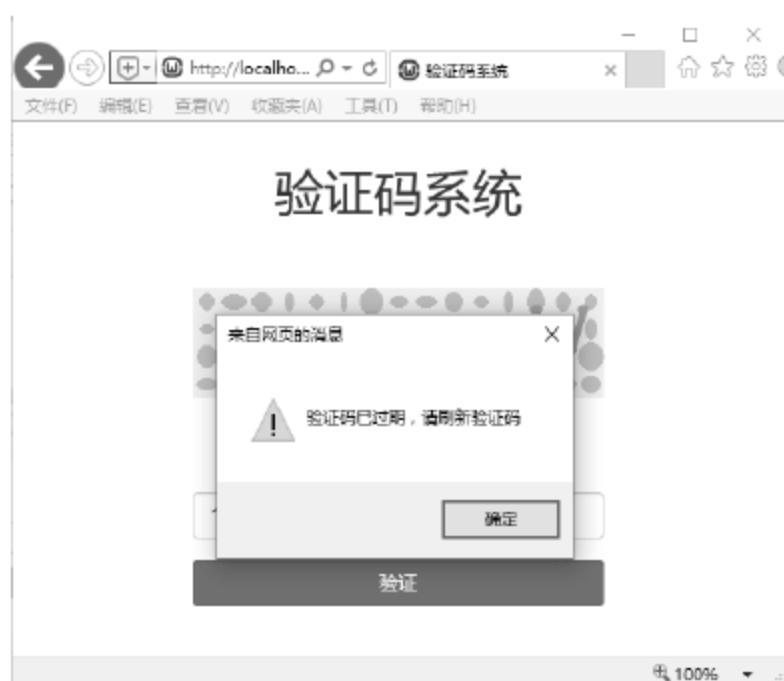 http://localho...
验证码系统
文件(F) 编辑(E) 查看(V) 收藏夹(A) 工具(T) 帮助(H)
验证码系统
来自网页的消息
验证码已过期，请刷新验证码
确定
验证
100%